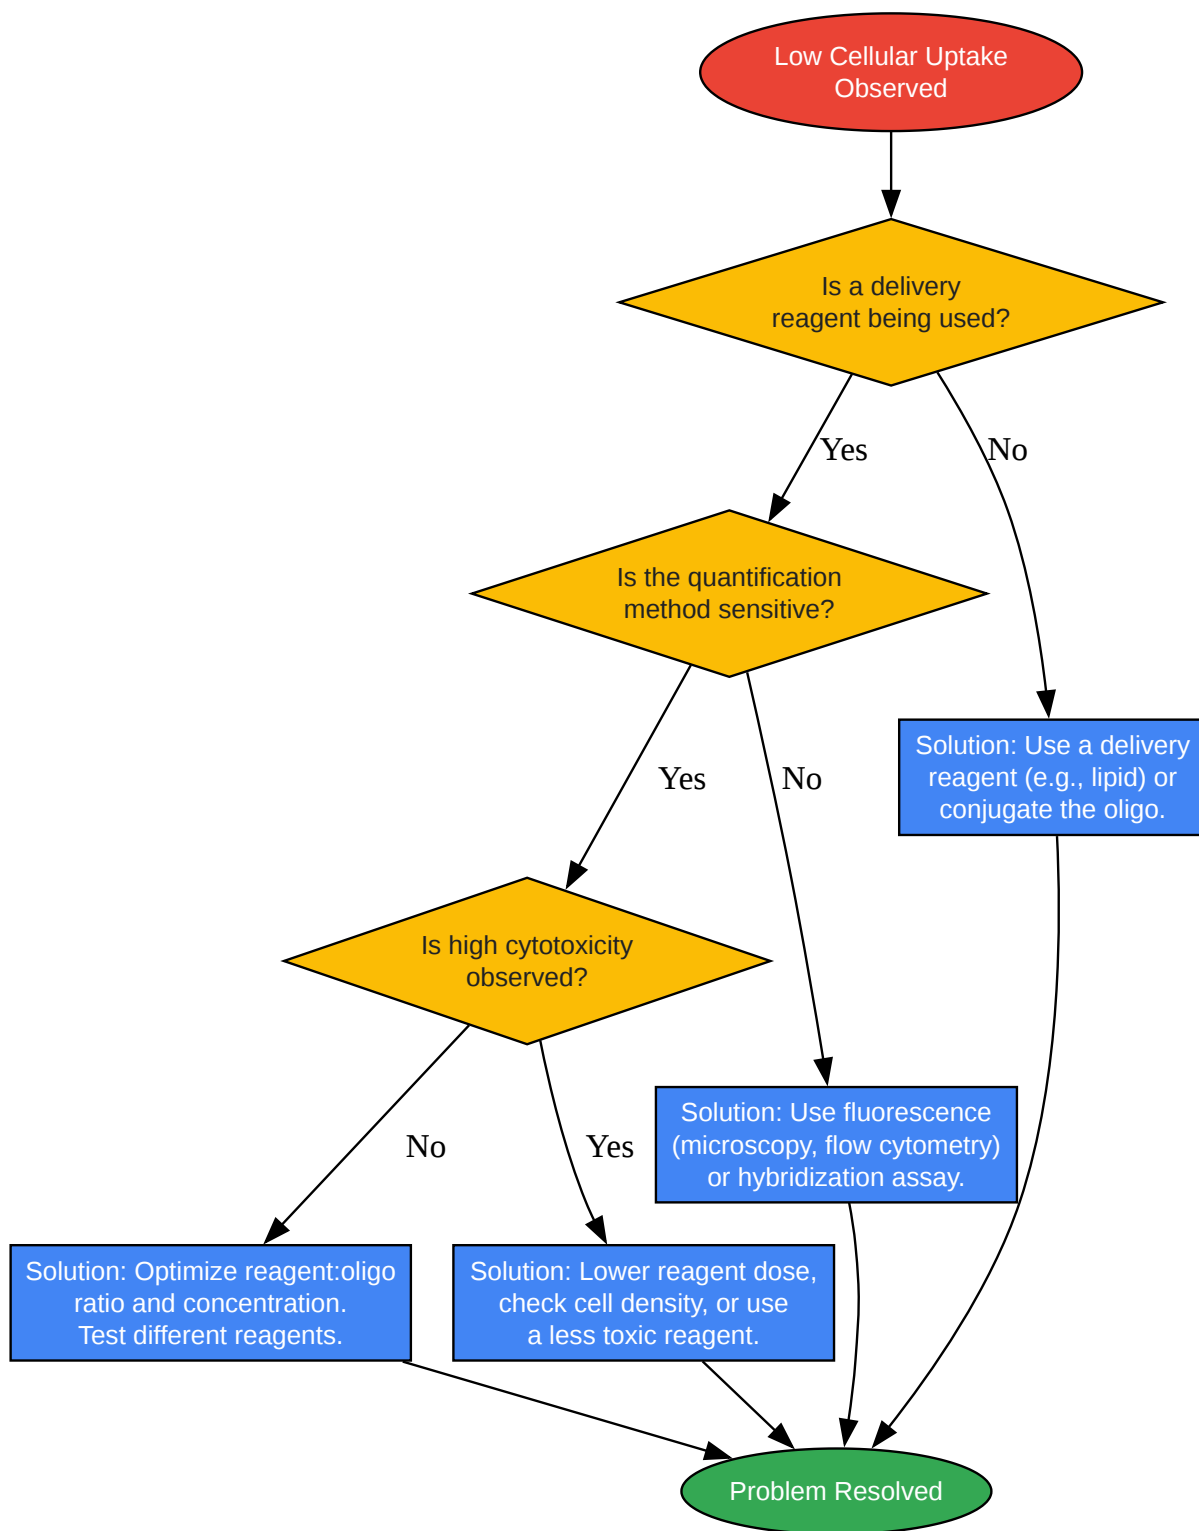 Low Cellular Uptake
Observed
Is a delivery
reagent being used?
Yes
No
Is the quantification
method sensitive?
Solution: Use a delivery
reagent (e.g., lipid) or
conjugate the oligo.
Yes
No
Is high cytotoxicity
observed?
Solution: Use fluorescence
(microscopy, flow cytometry)
or hybridization assay.
No
Yes
Solution: Optimize reagent:oligo
ratio and concentration.
Test different reagents.
Solution: Lower reagent dose,
check cell density, or use
a less toxic reagent.
Problem Resolved